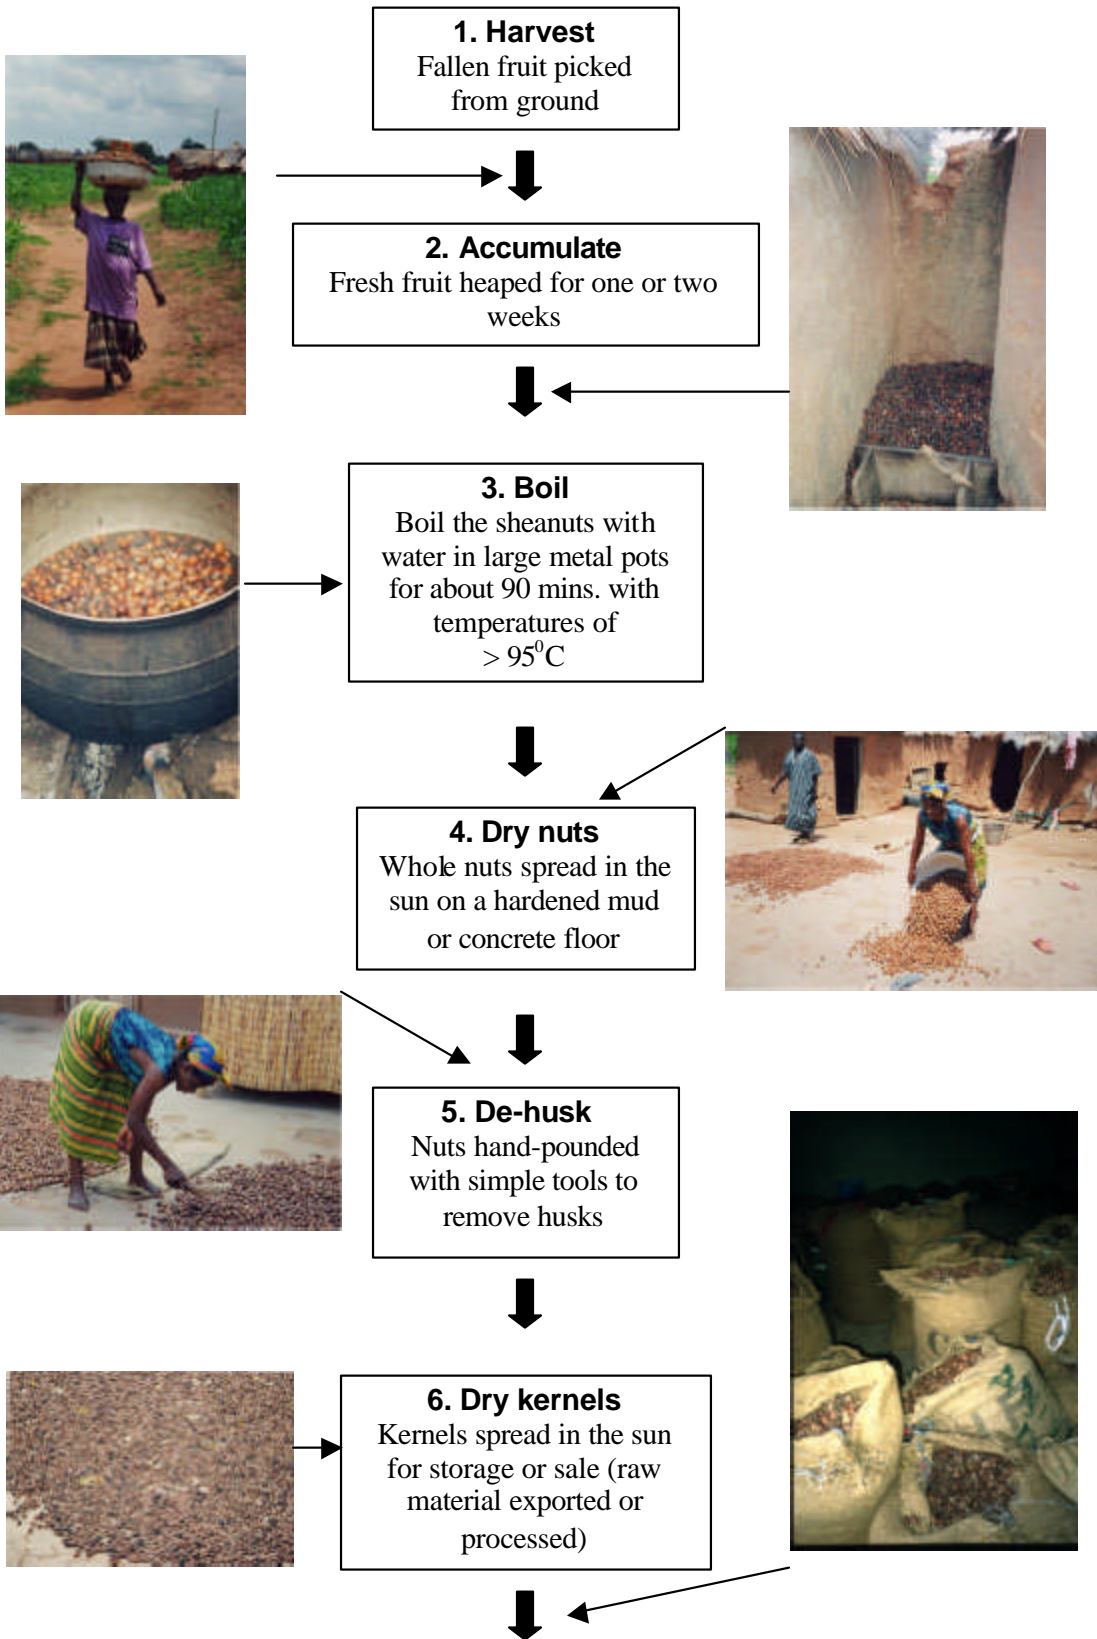 1. Harvest
Fallen fruit picked
from ground
2. Accumulate
Fresh fruit heaped for one or two
weeks
3. Boil
Boil the sheanuts with
water in large metal pots
for about 90 mins. with
temperatures of
> 95⁰C
4. Dry nuts
Whole nuts spread in the
sun on a hardened mud
or concrete floor
5. De-husk
Nuts hand-pounded
with simple tools to
remove husks
6. Dry kernels
Kernels spread in the sun
for storage or sale (raw
material exported or
processed)